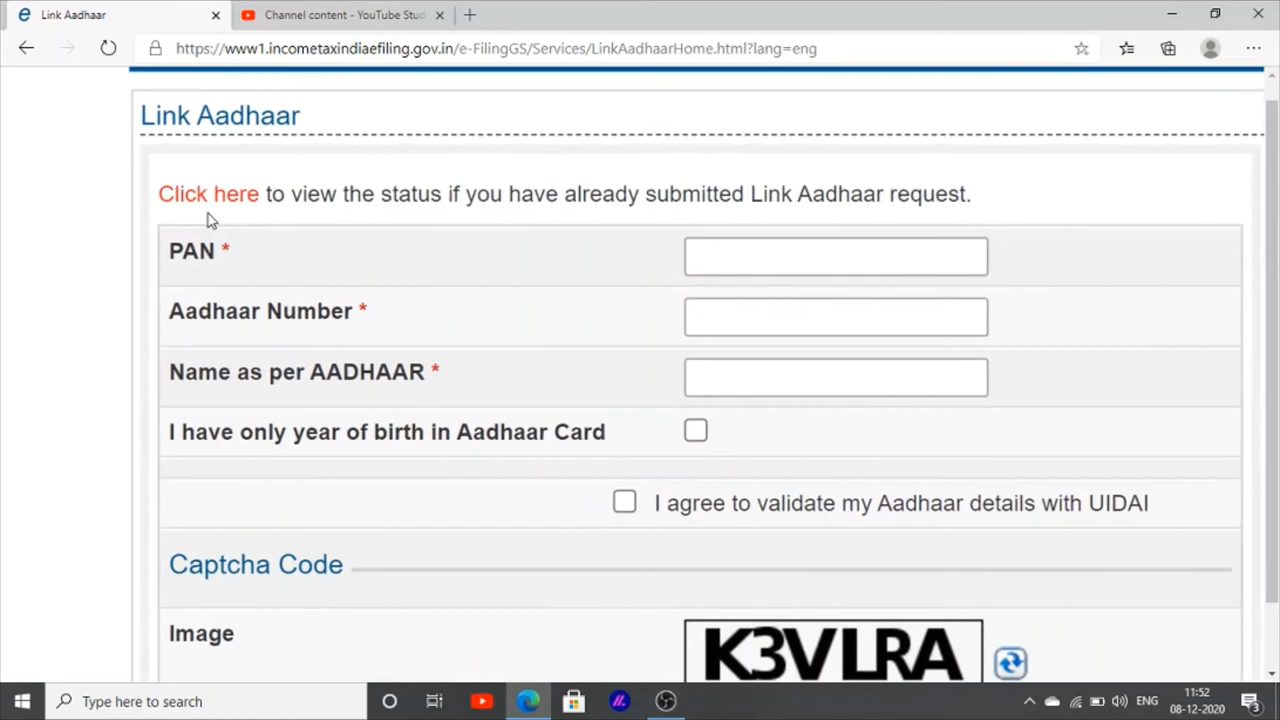 Link Aadhaar
Channel content - YouTube Stud
https://www1.incometaxindiaefiling.gov.in/e-FilingGS/Services/LinkAadhaarHome.html?lang=eng
Link Aadhaar
Click here to view the status if you have already submitted Link Aadhaar request.
PAN *
Aadhaar Number *
Name as per AADHAAR *
I have only year of birth in Aadhaar Card
I agree to validate my Aadhaar details with UIDAI
Captcha Code
Image
K3VLRA
Type here to search
ENG
11:52
08-12-2020
3